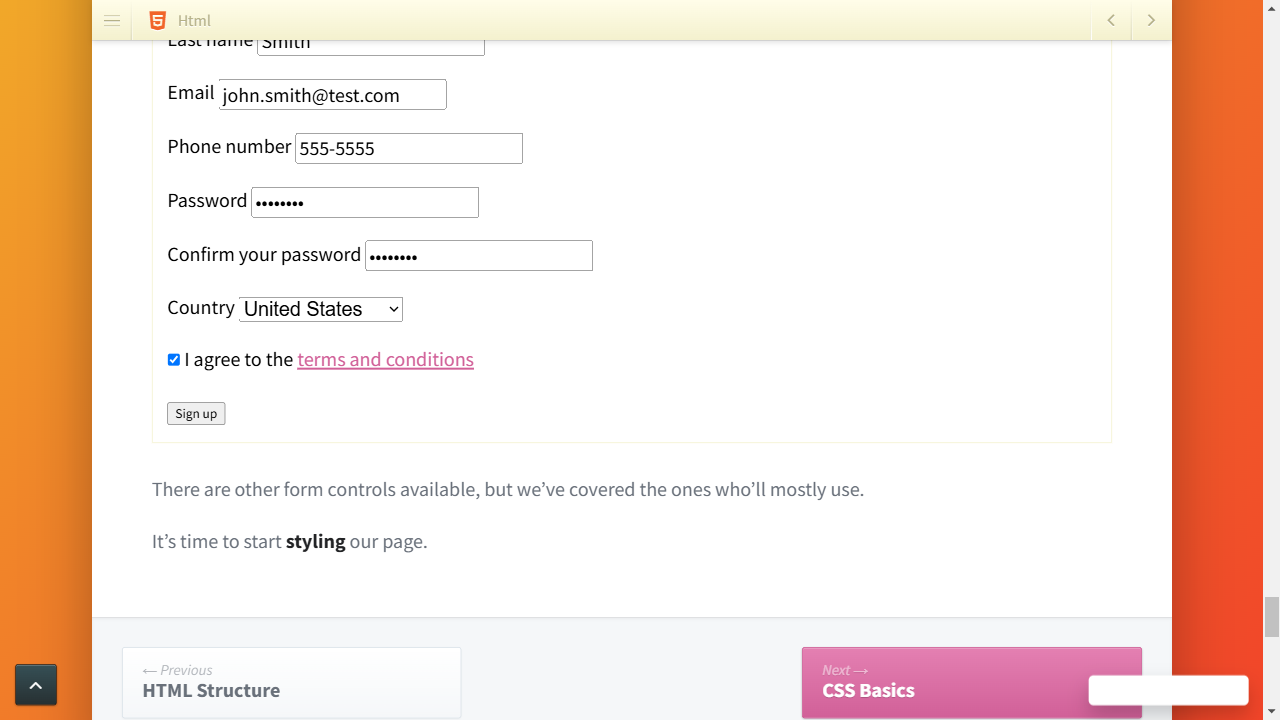 Html
Last name Smith
Email john.smith@test.com
Phone number 555-5555
Password ••••••••
Confirm your password ••••••••
Country United States
I agree to the terms and conditions
Sign up
There are other form controls available, but we’ve covered the ones who’ll mostly use.
It’s time to start styling our page.
← Previous
HTML Structure
Next →
CSS Basics